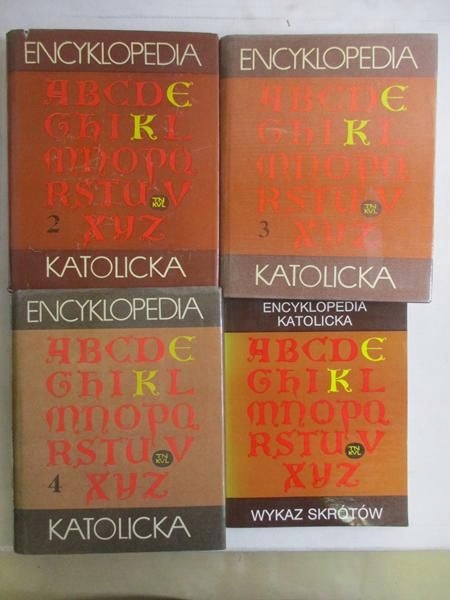 ENCYKLOPEDIA
ABCDE
GHIKL
MNOPQ
RSTUV
XYZ
TN
KUL
2
KATOLICKA
ENCYKLOPEDIA
ABCDE
GHIKL
MNOPQ
RSTUV
XYZ
TN
KUL
3
KATOLICKA
ENCYKLOPEDIA
ABCDE
GHIKL
MNOPQ
RSTUV
XYZ
TN
KUL
4
KATOLICKA
ENCYKLOPEDIA
KATOLICKA
ABCDE
GHIKL
MNOPQ
RSTUV
XYZ
TN
KUL
WYKAZ SKRÓTÓW